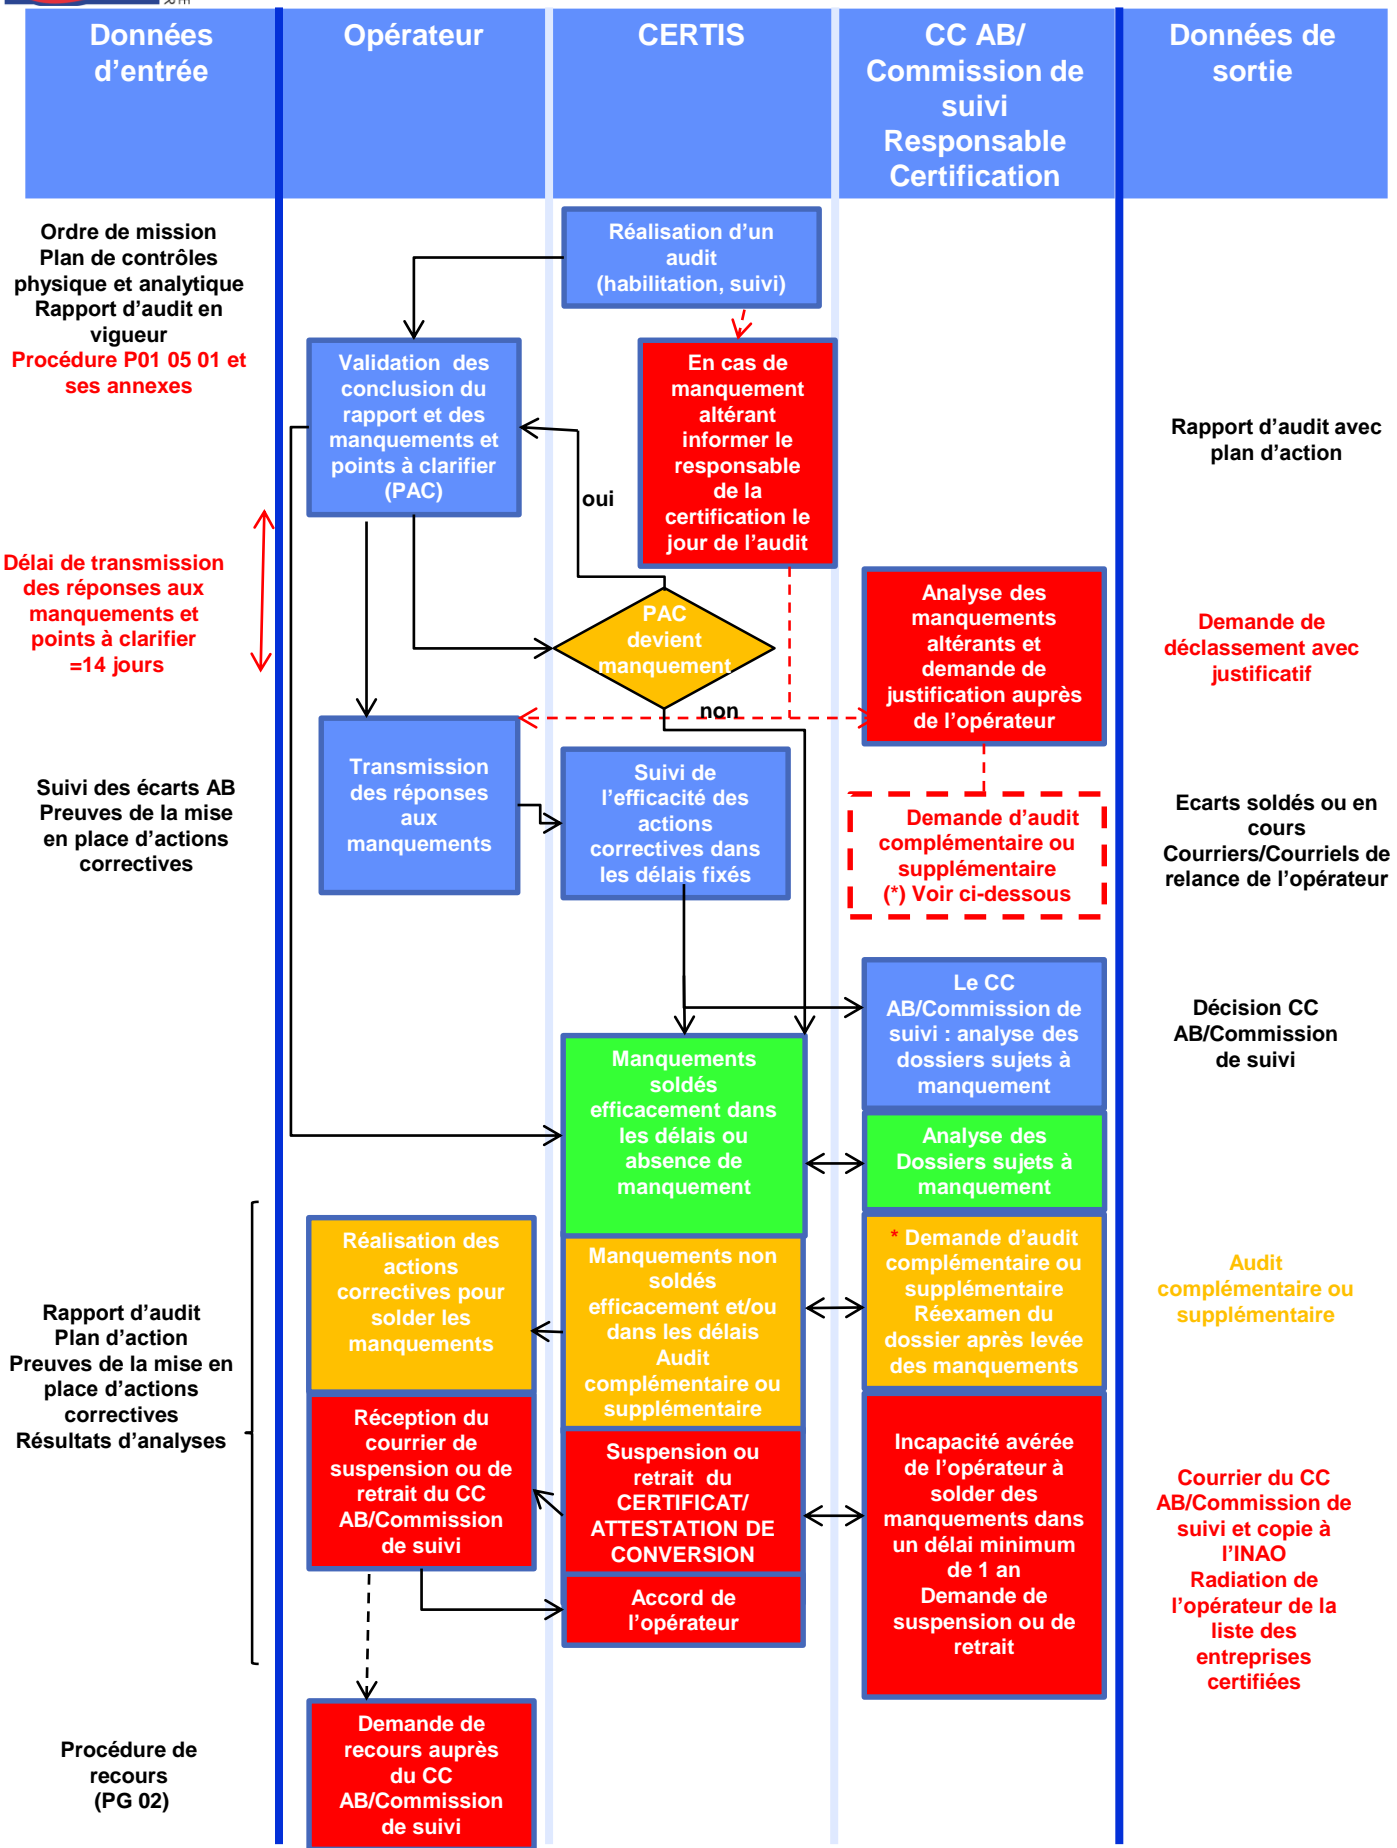 Données
d'entrée
Opérateur
CERTIS
CC AB/
Commission de
suivi
Responsable
Certification
Données de
sortie
Ordre de mission
Plan de contrôles
physique et analytique
Rapport d'audit en
vigueur
Procédure P01 05 01 et
ses annexes
Réalisation d'un
audit
(habilitation, suivi)
Validation des
conclusion du
rapport et des
manquements et
points à clarifier
(PAC)
En cas de
manquement
altérant
informer le
responsable
de la
certification le
jour de l'audit
Rapport d'audit avec
plan d'action
oui
Délai de transmission
des réponses aux
manquements et
points à clarifier
=14 jours
PAC
devient
manquement
non
Analyse des
manquements
altérants et
demande de
justification auprès
de l'opérateur
Demande de
déclassement avec
justificatif
Suivi des écarts AB
Preuves de la mise
en place d'actions
correctives
Transmission
des réponses
aux
manquements
Suivi de
l'efficacité des
actions
correctives dans
les délais fixés
Demande d'audit
complémentaire ou
supplémentaire
(*) Voir ci-dessous
Ecarts soldés ou en
cours
Courriers/Courriels de
relance de l'opérateur
Le CC
AB/Commission de
suivi : analyse des
dossiers sujets à
manquement
Décision CC
AB/Commission
de suivi
Manquements
soldés
efficacement dans
les délais ou
absence de
manquement
Analyse des
Dossiers sujets à
manquement
Rapport d'audit
Plan d'action
Preuves de la mise en
place d'actions
correctives
Résultats d'analyses
Réalisation des
actions
correctives pour
solder les
manquements
Manquements non
soldés
efficacement et/ou
dans les délais
Audit
complémentaire ou
supplémentaire
* Demande d'audit
complémentaire ou
supplémentaire
Réexamen du
dossier après levée
des manquements
Audit
complémentaire ou
supplémentaire
Réception du
courrier de
suspension ou de
retrait du CC
AB/Commission
de suivi
Suspension ou
retrait du
CERTIFICAT/
ATTESTATION DE
CONVERSION
Accord de
l'opérateur
Incapacité avérée
de l'opérateur à
solder des
manquements dans
un délai minimum
de 1 an
Demande de
suspension ou de
retrait
Courrier du CC
AB/Commission de
suivi et copie à
l'INAO
Radiation de
l'opérateur de la
liste des
entreprises
certifiées
Procédure de
recours
(PG 02)
Demande de
recours auprès
du CC
AB/Commission
de suivi